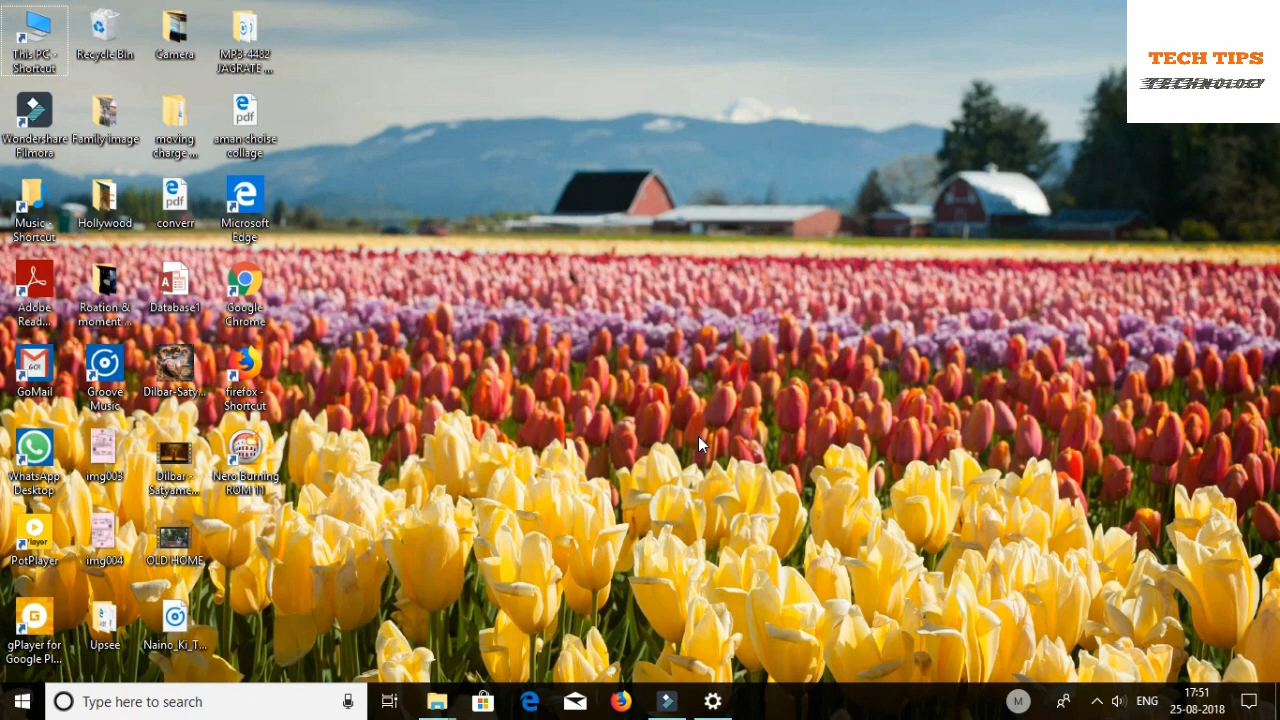 TECH TIPS
TECHNOLOGY
This PC -
Shortcut
Recycle Bin
Camera
MP3-4482
JAGRATE ...
Wondershare
Filmora
Family image
moving
charge ...
aman choise
collage
Music -
Shortcut
Hollywood
converr
Microsoft
Edge
Adobe
Read...
Roation &
moment ...
Database1
Google
Chrome
GoMail
Groove
Music
Dilbar-Saty...
firefox -
Shortcut
WhatsApp
Desktop
img003
Dilbar -
Satyame...
Nero Burning
ROM 11
PotPlayer
img004
OLD HOME
gPlayer for
Google Pl...
Upsee
Naino_Ki_T...
Type here to search
M
ENG
17:51
25-08-2018